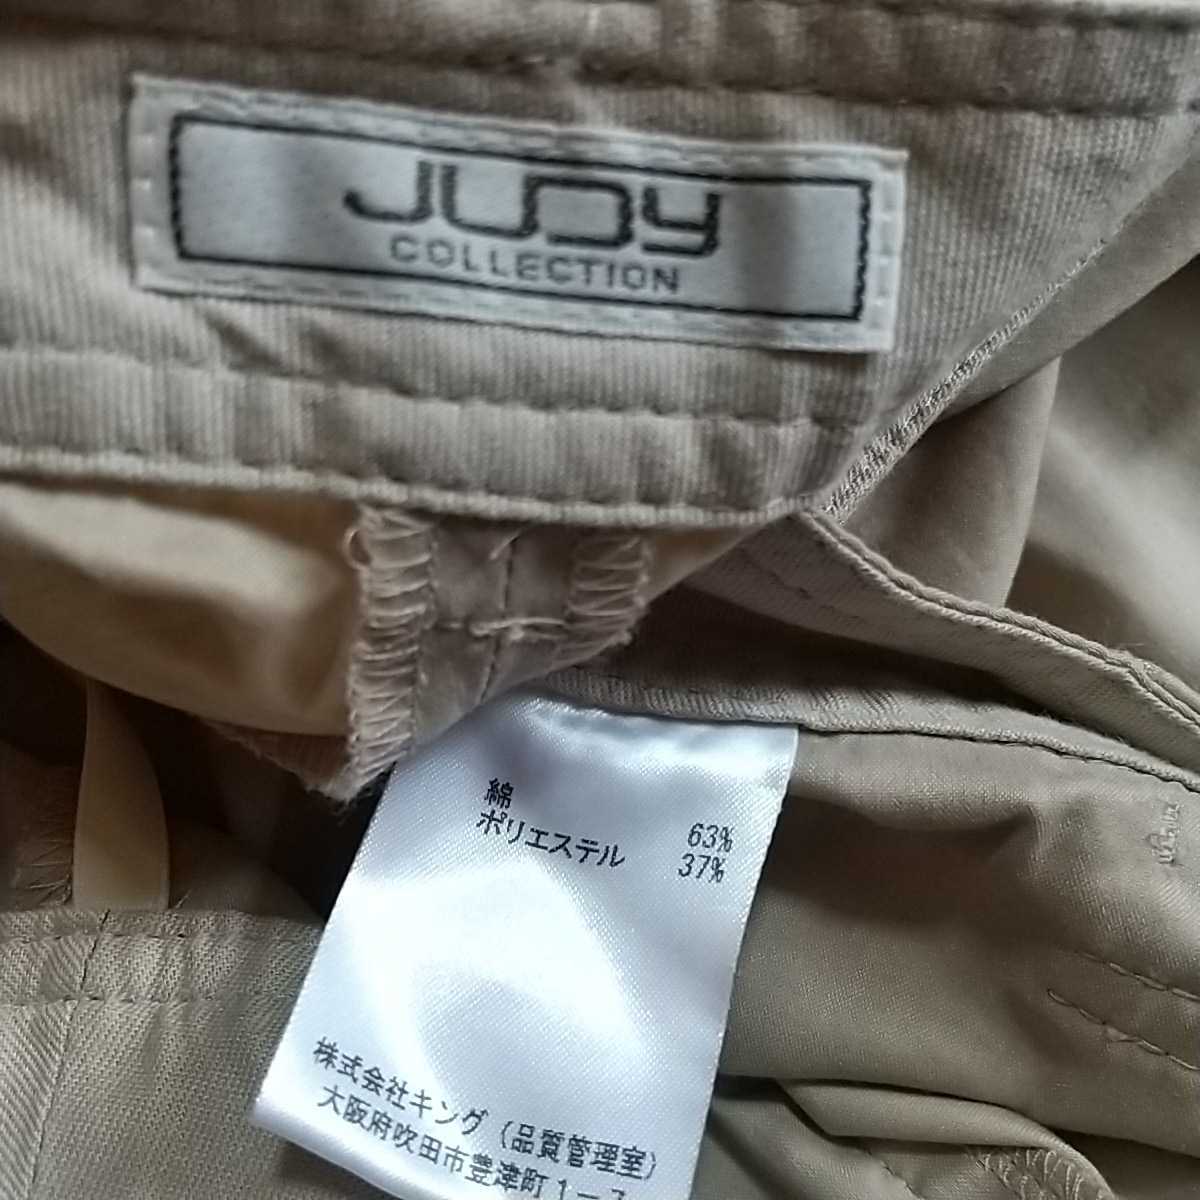 JUDY
COLLECTION
綿 63%
ポリエステル 37%
株式会社キング(品質管理室)
大阪府吹田市豊津町1-